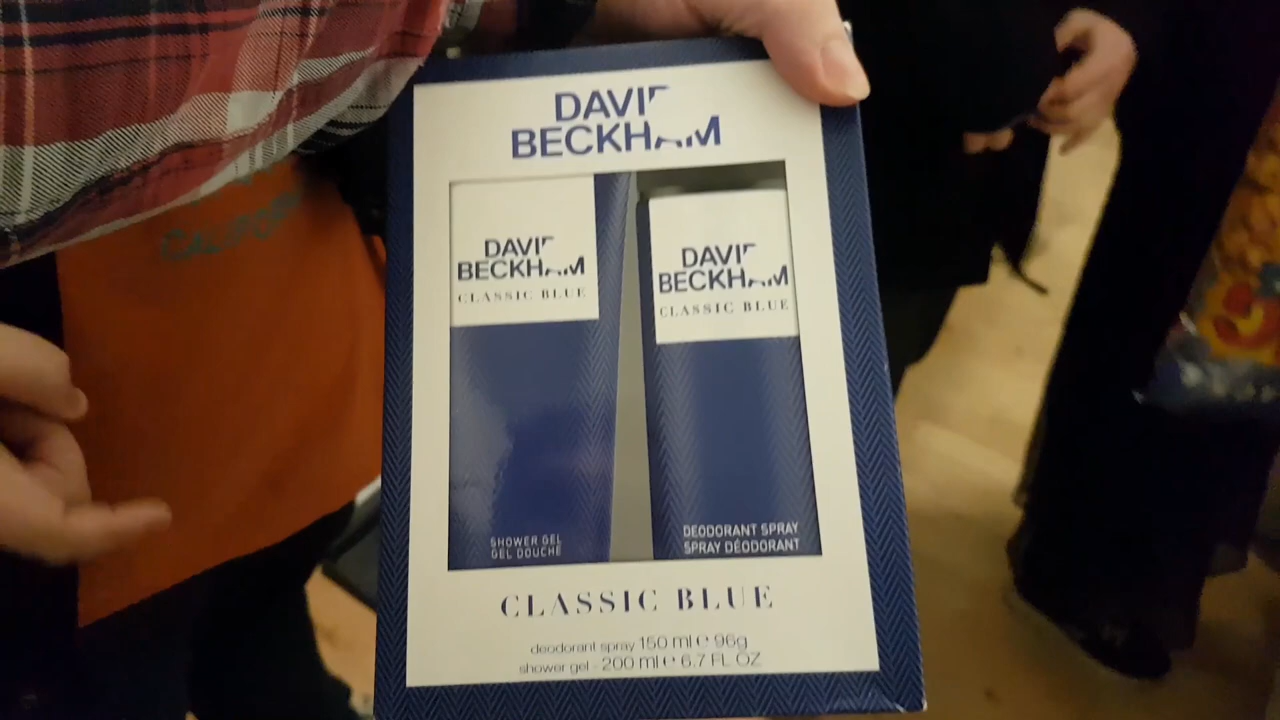 DAVID
BECKHAM
DAVID
BECKHAM
CLASSIC BLUE
SHOWER GEL
GEL DOUCHE
DAVID
BECKHAM
CLASSIC BLUE
DEODORANT SPRAY
SPRAY DÉODORANT
CLASSIC BLUE
deodorant spray 150 ml e 96g
shower gel - 200 ml e 6.7 FL OZ